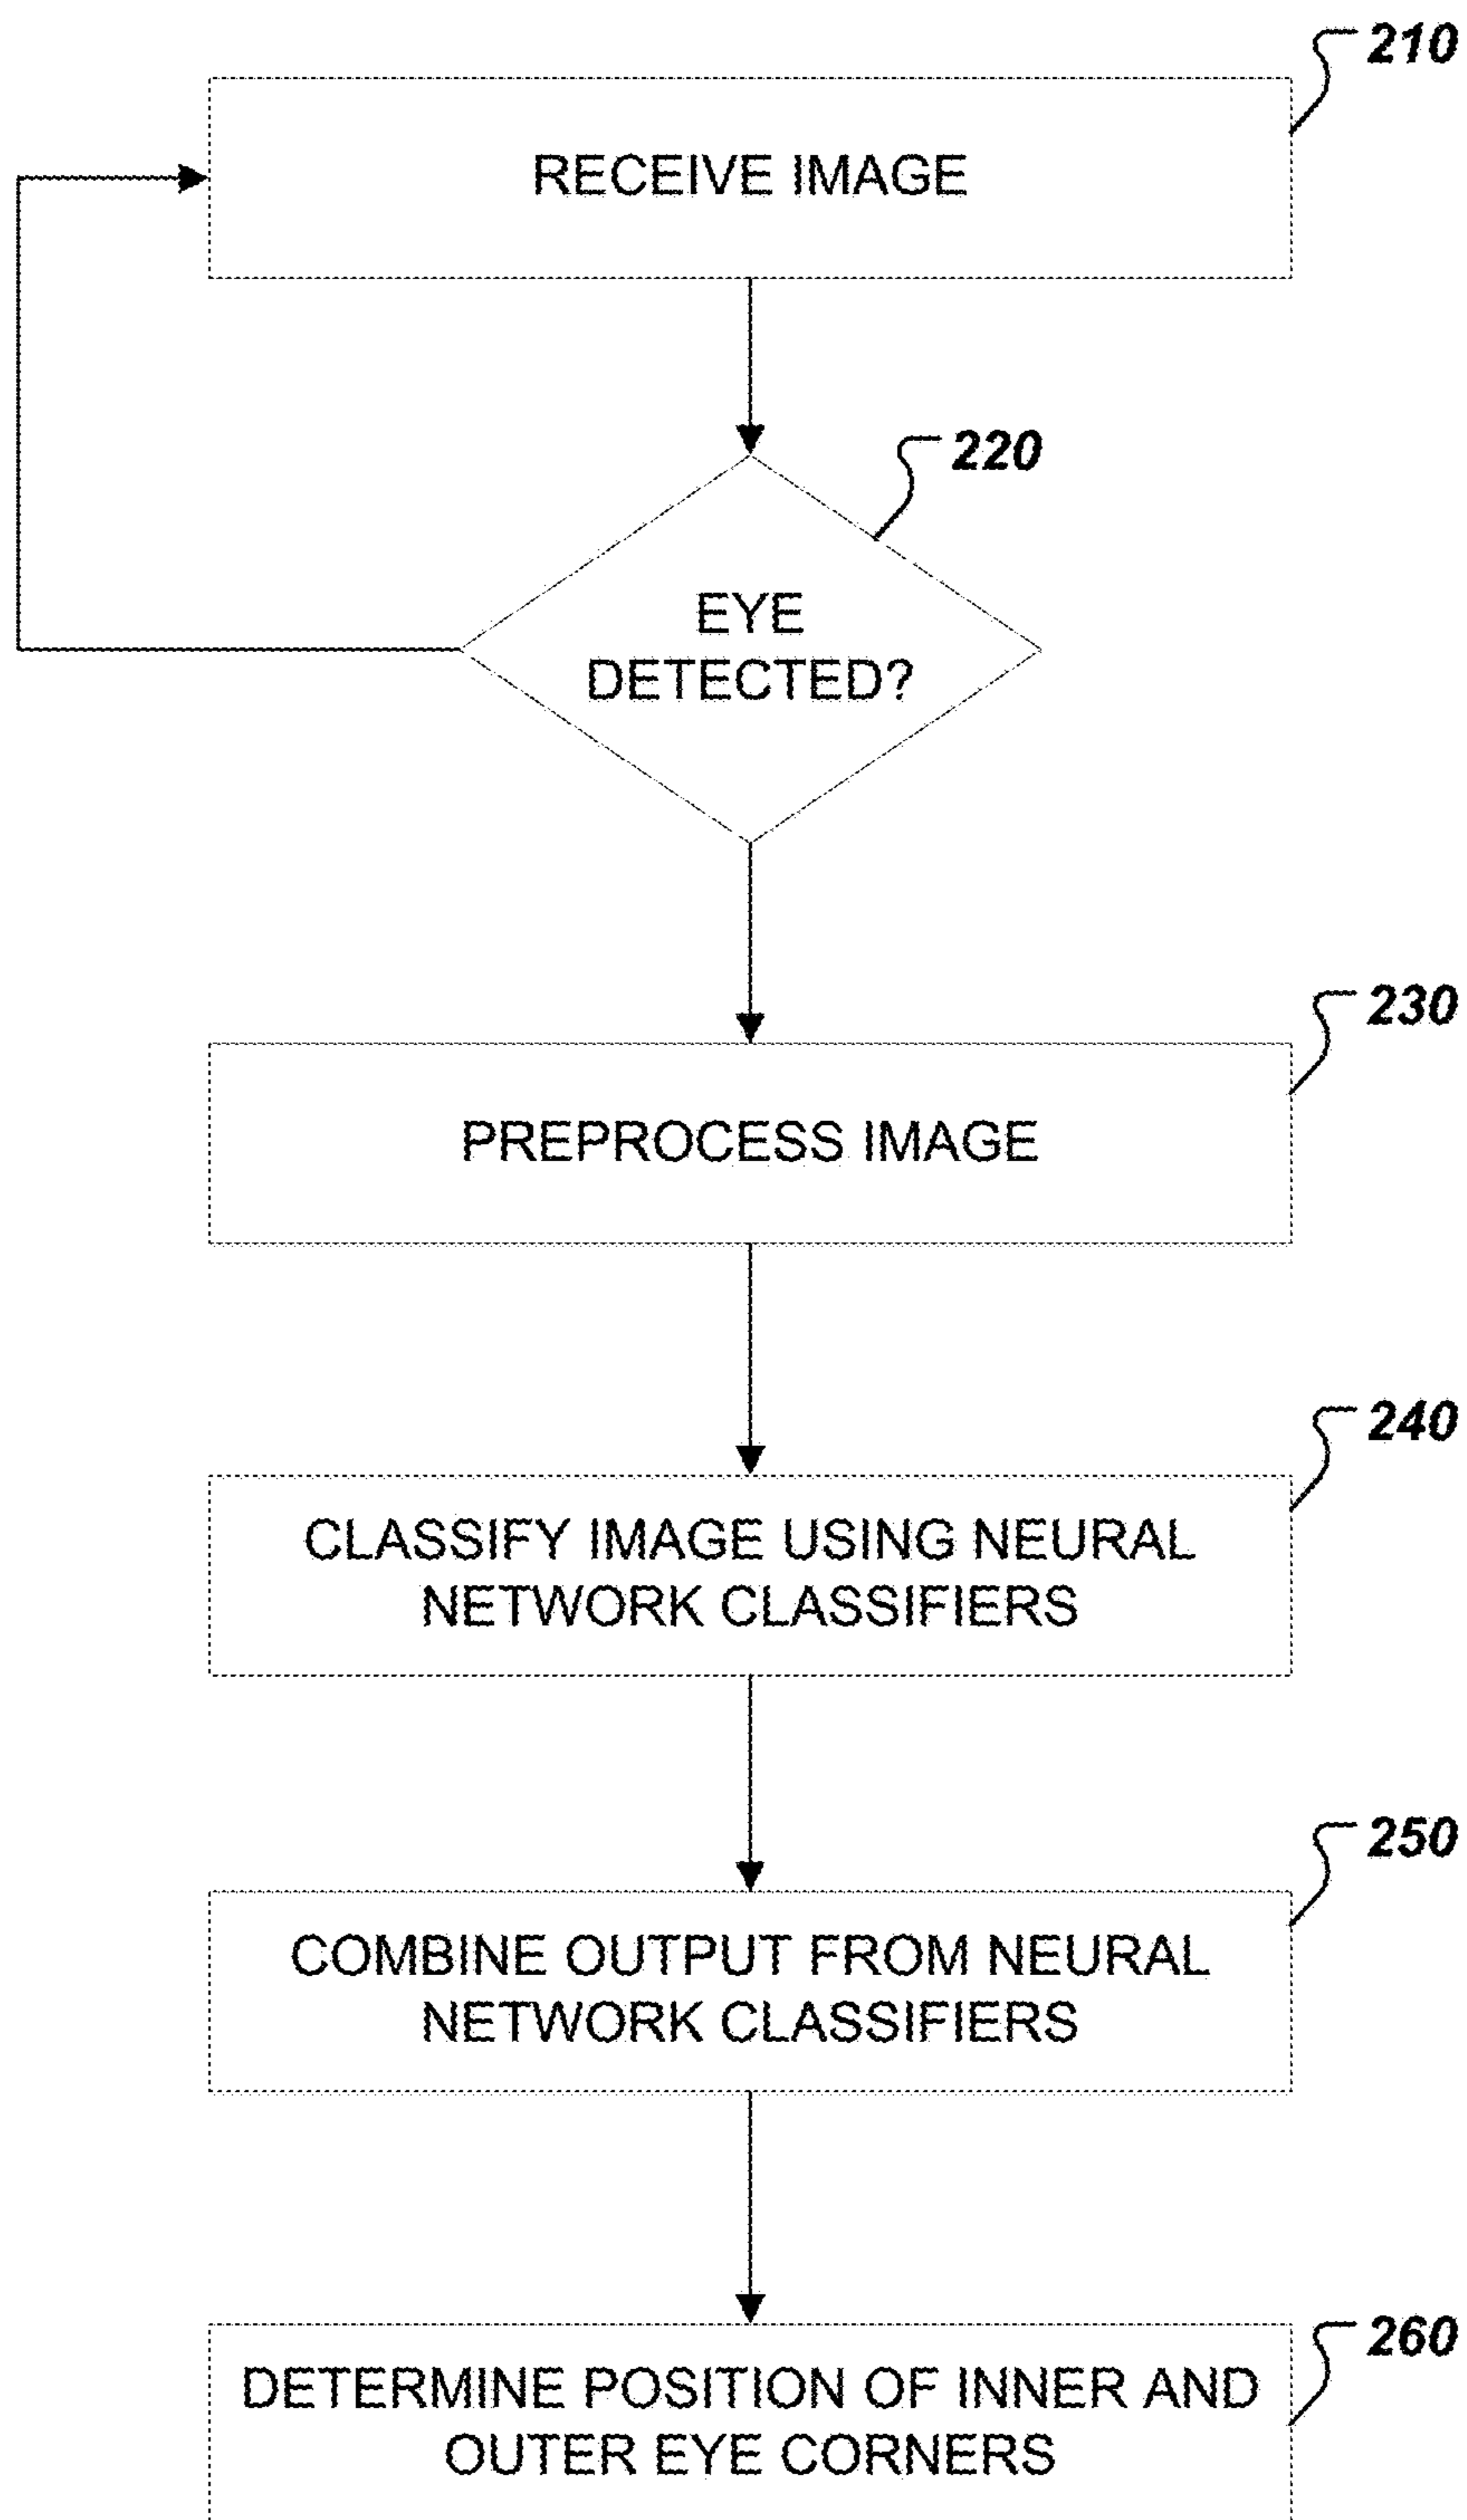 210
RECEIVE IMAGE
220
EYE
DETECTED?
230
PREPROCESS IMAGE
240
CLASSIFY IMAGE USING NEURAL
NETWORK CLASSIFIERS
250
COMBINE OUTPUT FROM NEURAL
NETWORK CLASSIFIERS
260
DETERMINE POSITION OF INNER AND
OUTER EYE CORNERS